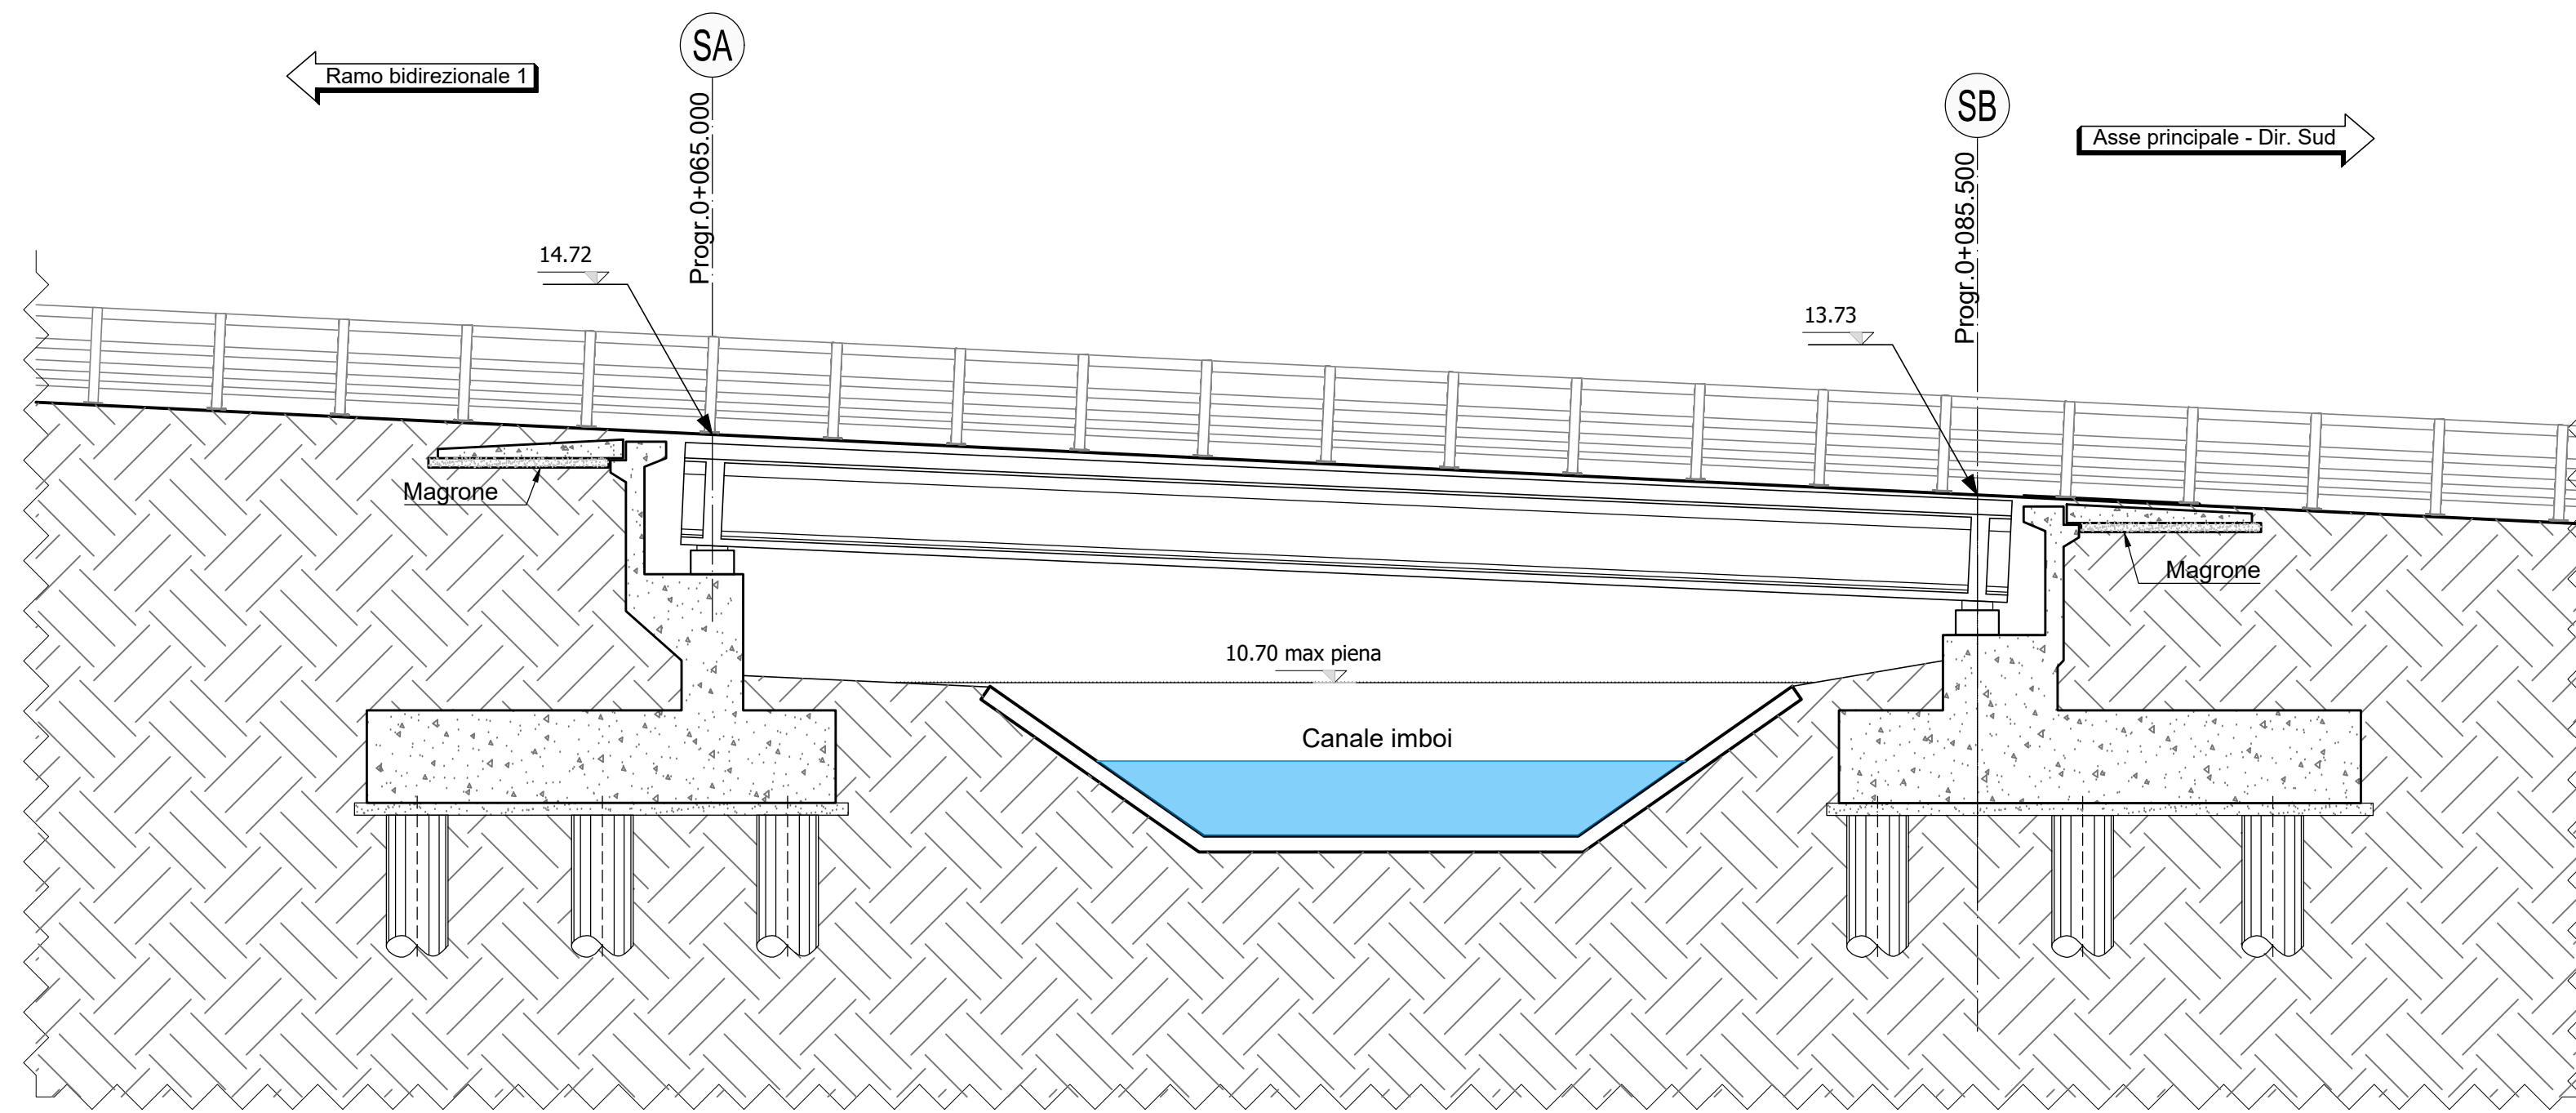 SA
Ramo bidirezionale 1
SB
Progr.0+065.000
Asse principale - Dir. Sud
Progr.0+085.500
14.72
13.73
Magrone
Magrone
10.70 max piena
Canale imboi